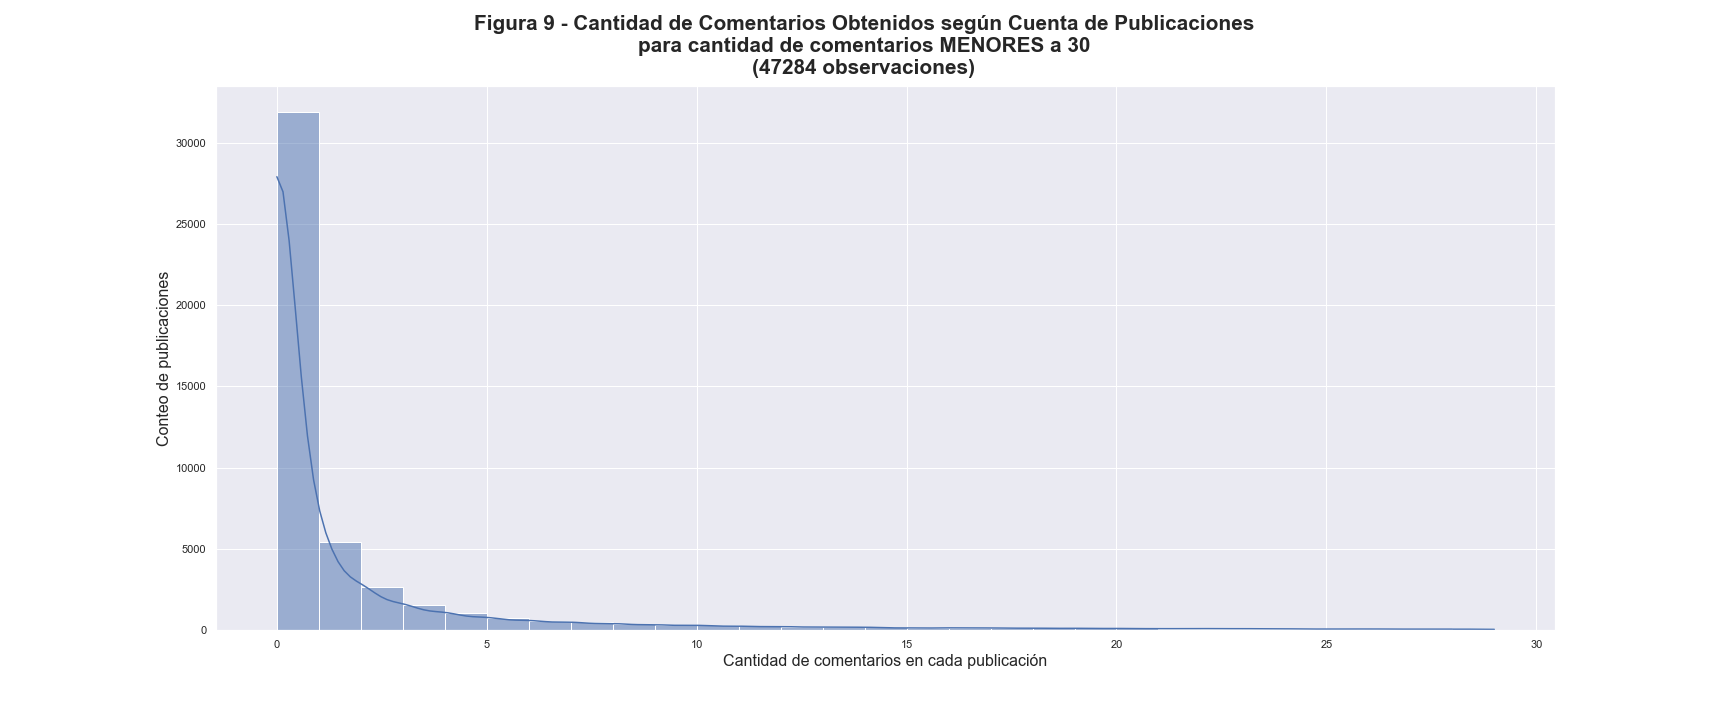 Figura 9 - Cantidad de Comentarios Obtenidos según Cuenta de Publicaciones
para cantidad de comentarios MENORES a 30
(47284 observaciones)
Conteo de publicaciones
30000
25000
20000
15000
10000
5000
0
0 5 10 15 20 25 30
Cantidad de comentarios en cada publicación